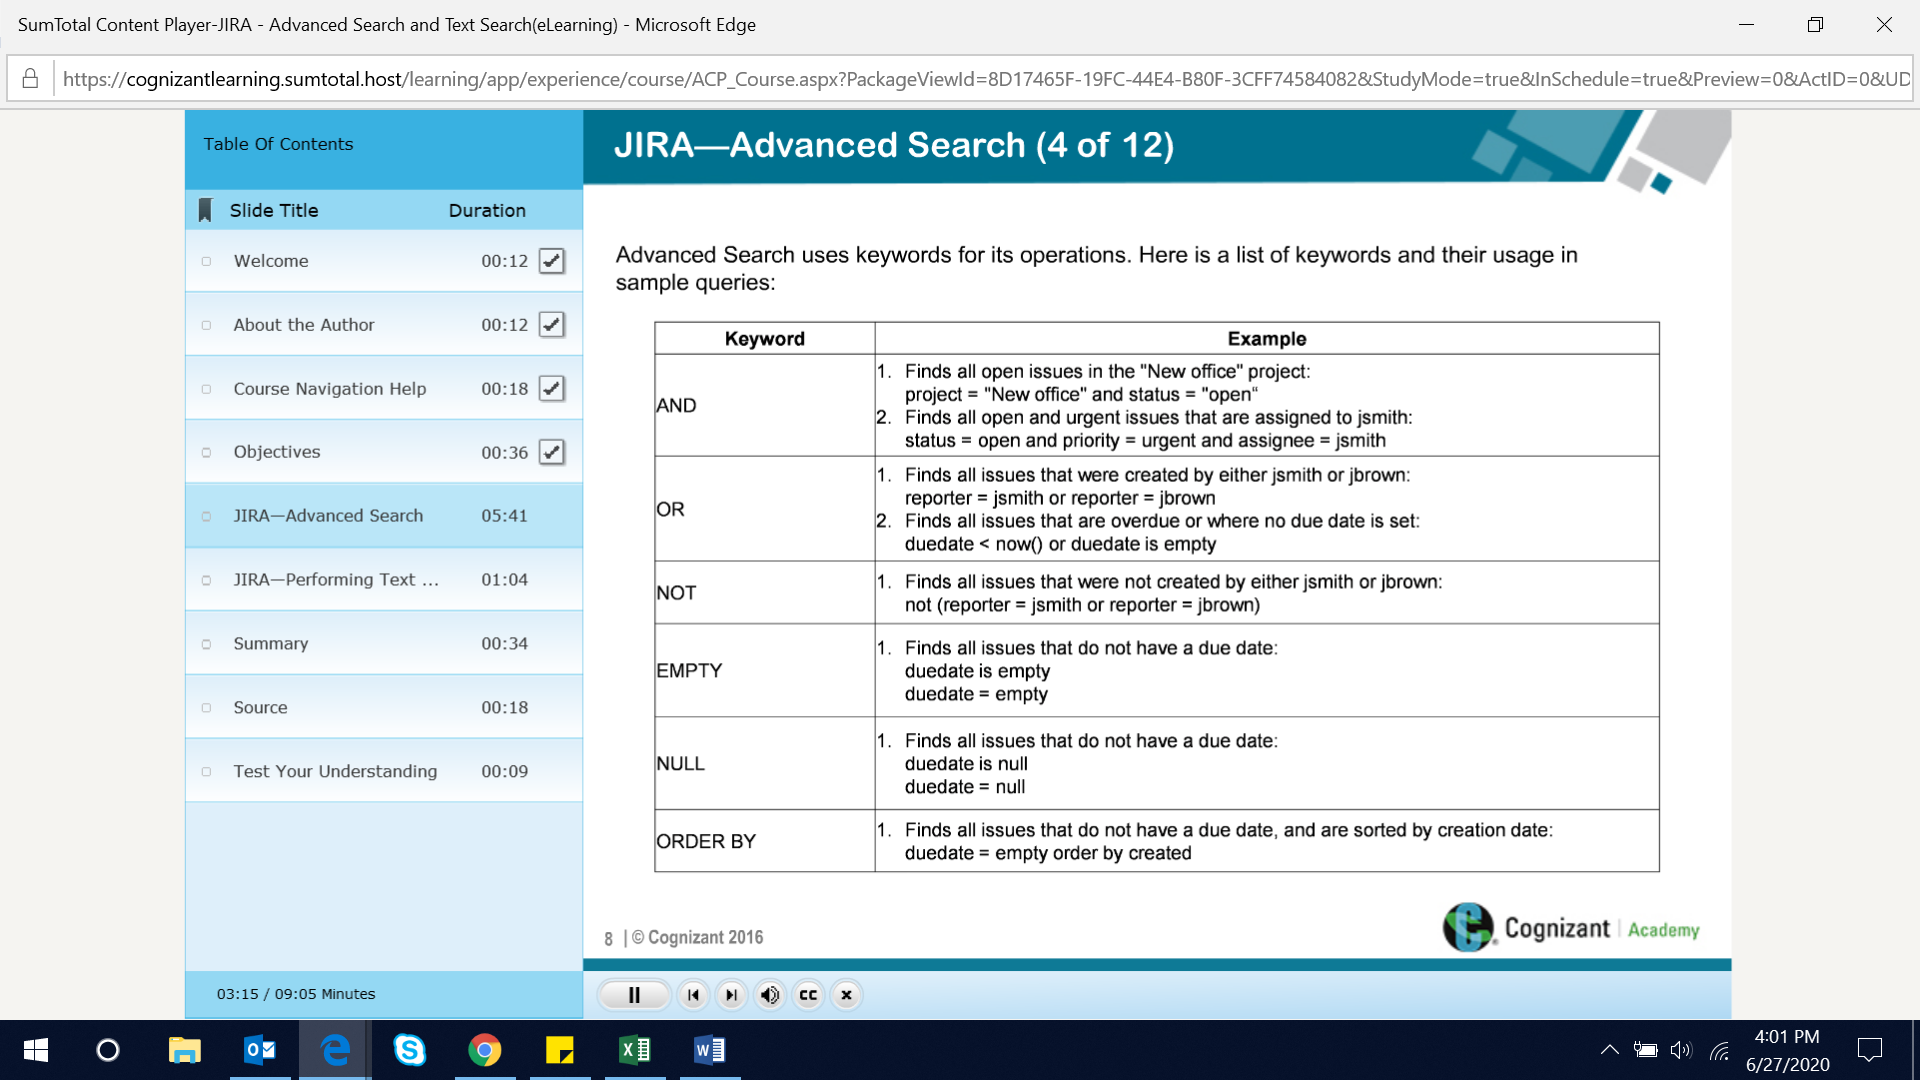 SumTotal Content Player-JIRA - Advanced Search and Text Search(eLearning) - Microsoft Edge
https://cognizantlearning.sumtotal.host/learning/app/experience/course/ACP_Course.aspx?PackageViewId=8D17465F-19FC-44E4-B80F-3CFF74584082&StudyMode=true&InSchedule=true&Preview=0&ActID=0&UD
Table Of Contents
Slide Title Duration
Welcome 00:12
About the Author 00:12
Course Navigation Help 00:18
Objectives 00:36
JIRA—Advanced Search 05:41
JIRA—Performing Text ... 01:04
Summary 00:34
Source 00:18
Test Your Understanding 00:09
03:15 / 09:05 Minutes
JIRA—Advanced Search (4 of 12)
Advanced Search uses keywords for its operations. Here is a list of keywords and their usage in
sample queries:
Keyword Example
AND
1. Finds all open issues in the "New office" project:
project = "New office" and status = "open“
2. Finds all open and urgent issues that are assigned to jsmith:
status = open and priority = urgent and assignee = jsmith
OR
1. Finds all issues that were created by either jsmith or jbrown:
reporter = jsmith or reporter = jbrown
2. Finds all issues that are overdue or where no due date is set:
duedate < now() or duedate is empty
NOT
1. Finds all issues that were not created by either jsmith or jbrown:
not (reporter = jsmith or reporter = jbrown)
EMPTY
1. Finds all issues that do not have a due date:
duedate is empty
duedate = empty
NULL
1. Finds all issues that do not have a due date:
duedate is null
duedate = null
ORDER BY
1. Finds all issues that do not have a due date, and are sorted by creation date:
duedate = empty order by created
8 | © Cognizant 2016
Cognizant | Academy
CC
4:01 PM
6/27/2020